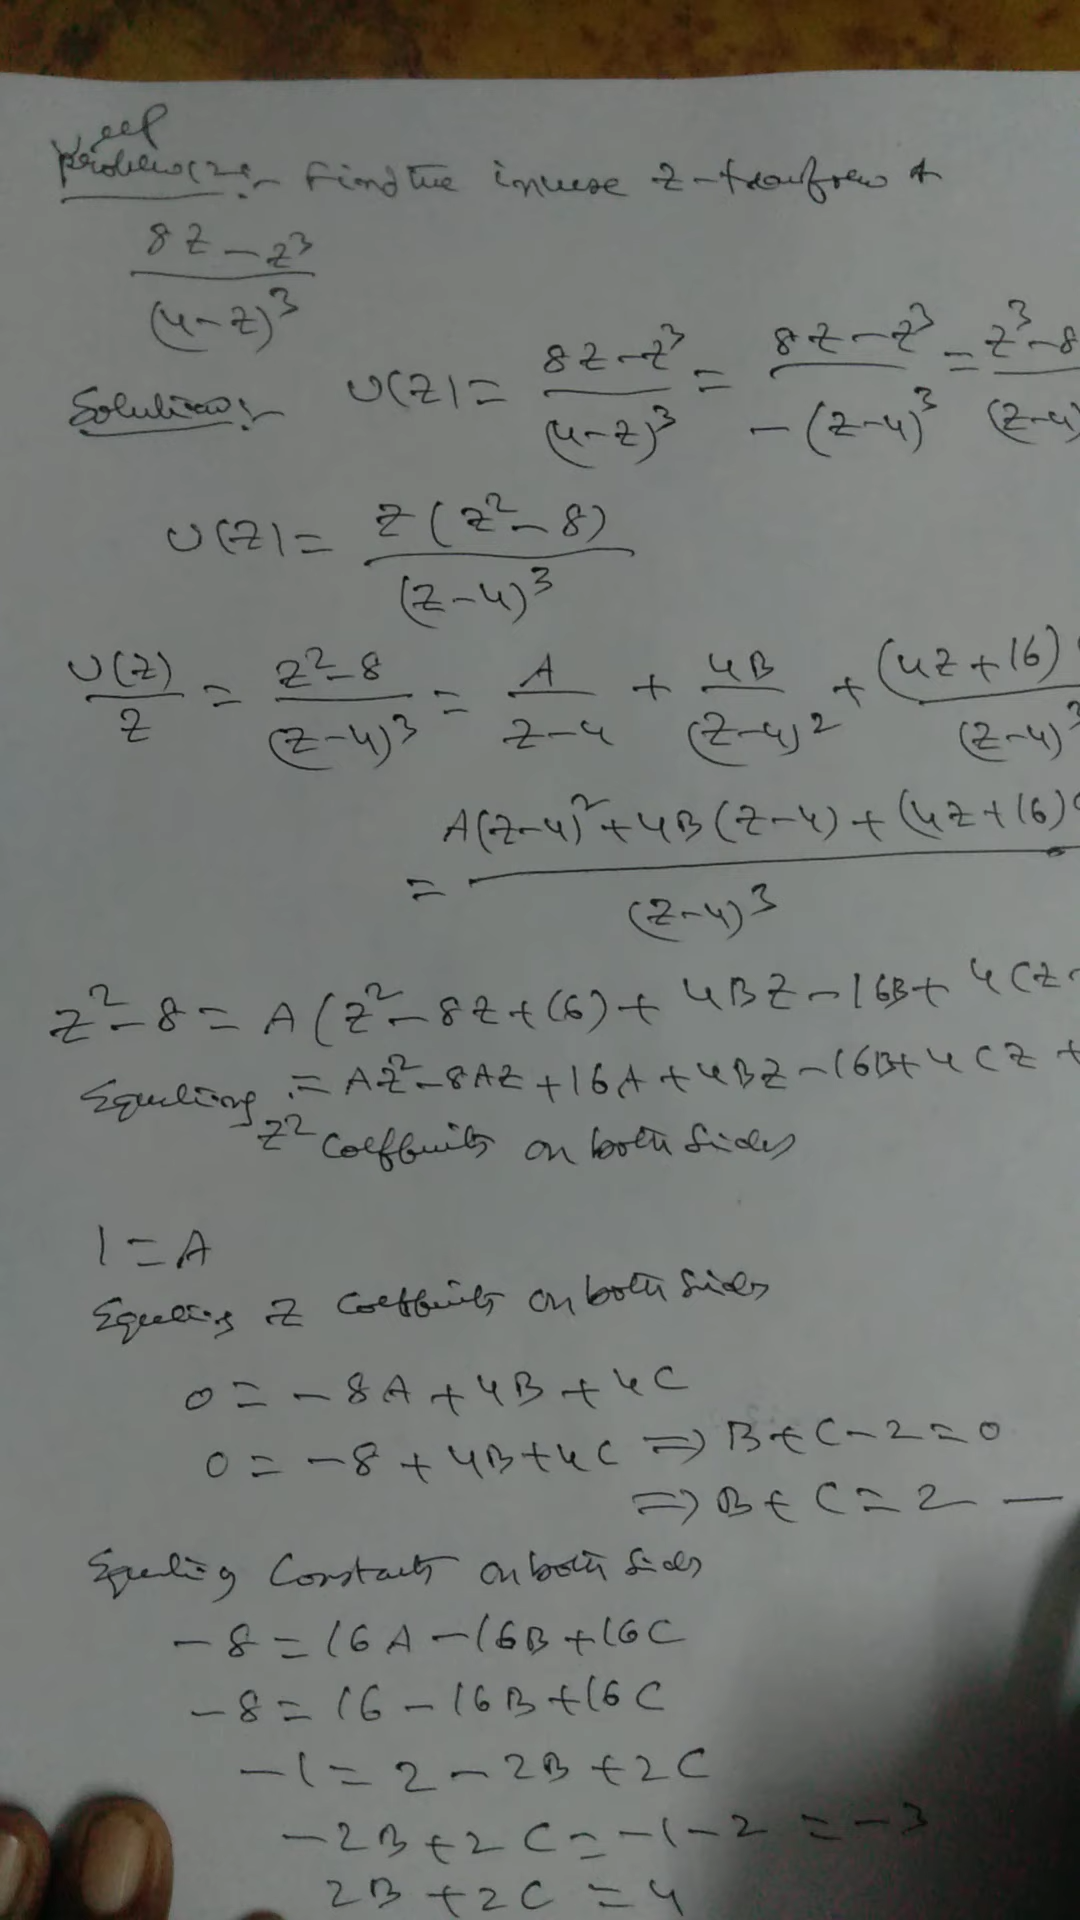 Problem(2):- Find the inverse Z-transform of
8z - z³
(4-z)³
Solution:- U(z) = 8z - z³ / (4-z)³ = 8z - z³ / -(z-4)³ = z³ - 8 / (z-4)
U(z) = z(z² - 8) / (z-4)³
U(z)/z = z² - 8 / (z-4)³ = A / z-4 + 4B / (z-4)² + (4z+16) / (z-4)³
= A(z-4)² + 4B(z-4) + (4z+16) / (z-4)³
z² - 8 = A(z² - 8z + 16) + 4Bz - 16B + 4Cz
= Az² - 8Az + 16A + 4Bz - 16B + 4Cz +
Equating z² coefficients on both sides
1 = A
Equating z coefficients on both sides
0 = -8A + 4B + 4C
0 = -8 + 4B + 4C ⇒ B + C - 2 = 0
⇒ B + C = 2 —
Equating Constants on both sides
-8 = 16A - 16B + 16C
-8 = 16 - 16B + 16C
-1 = 2 - 2B + 2C
-2B + 2C = -1 - 2 = -3
2B + 2C = 4